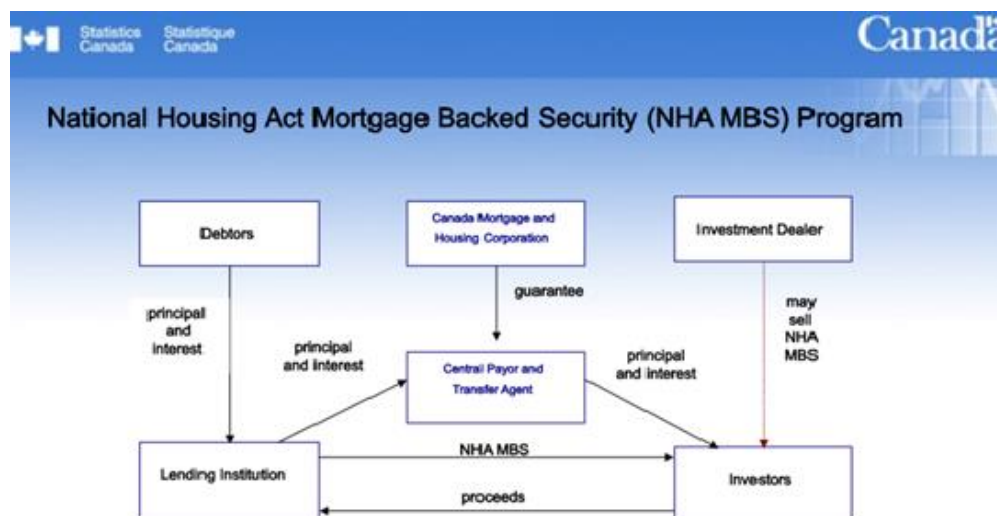 Statistics Statistique
Canada Canada
Canada
National Housing Act Mortgage Backed Security (NHA MBS) Program
Debtors
Canada Mortgage and
Housing Corporation
Investment Dealer
guarantee
principal
and
interest
may
sell
NHA
MBS
principal
and interest
Central Payor and
Transfer Agent
principal
and interest
NHA MBS
Lending Institution
Investors
proceeds